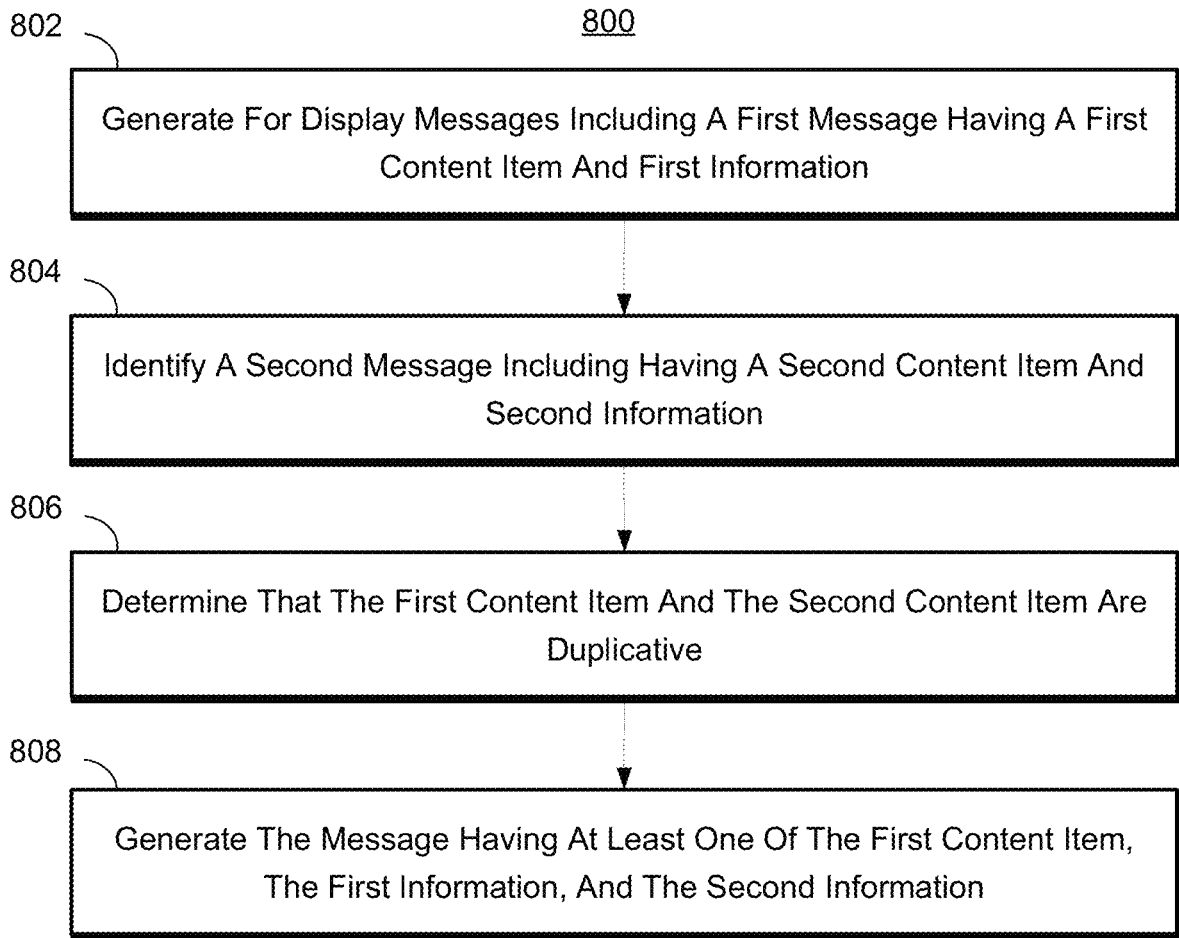 800
802
Generate For Display Messages Including A First Message Having A First
Content Item And First Information
804
Identify A Second Message Including Having A Second Content Item And
Second Information
806
Determine That The First Content Item And The Second Content Item Are
Duplicative
808
Generate The Message Having At Least One Of The First Content Item,
The First Information, And The Second Information